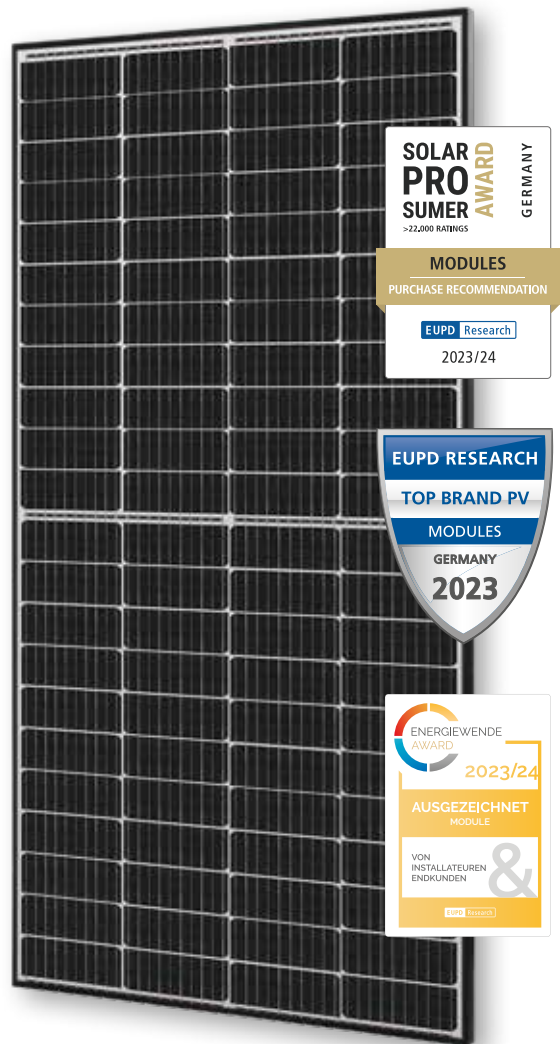 SOLAR
PRO
SUMER
>22.000 RATINGS
AWARD
GERMANY
MODULES
PURCHASE RECOMMENDATION
EUPD Research
2023/24
EUPD RESEARCH
TOP BRAND PV
MODULES
GERMANY
2023
ENERGIEWENDE
AWARD
2023/24
AUSGEZEICHNET
MODULE
VON
INSTALLATEUREN
ENDKUNDEN
&
EUPD Research